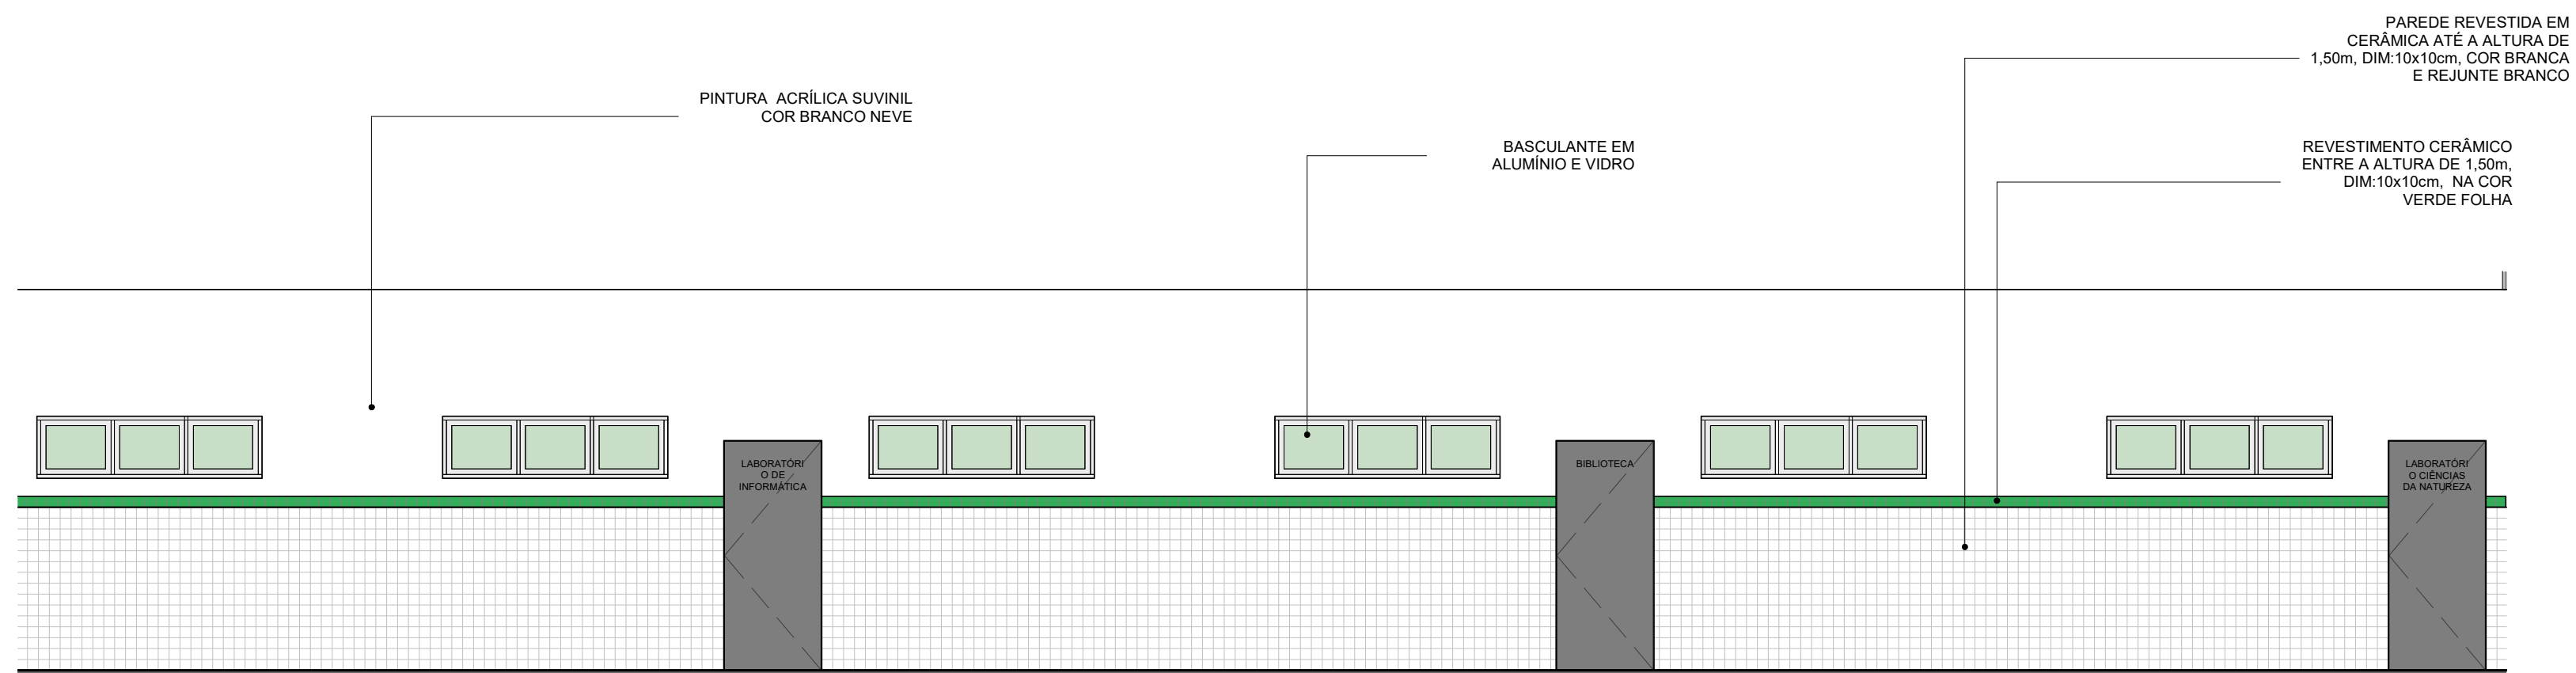 PAREDE REVESTIDA EM
CERÂMICA ATÉ A ALTURA DE
1,50m, DIM:10x10cm, COR BRANCA
E REJUNTE BRANCO
PINTURA ACRÍLICA SUVINIL
COR BRANCO NEVE
BASCULANTE EM
ALUMÍNIO E VIDRO
REVESTIMENTO CERÂMICO
ENTRE A ALTURA DE 1,50m,
DIM:10x10cm, NA COR
VERDE FOLHA
LABORATÓRI
O DE
INFORMÁTICA
BIBLIOTECA
LABORATÓRI
O CIÊNCIAS
DA NATUREZA